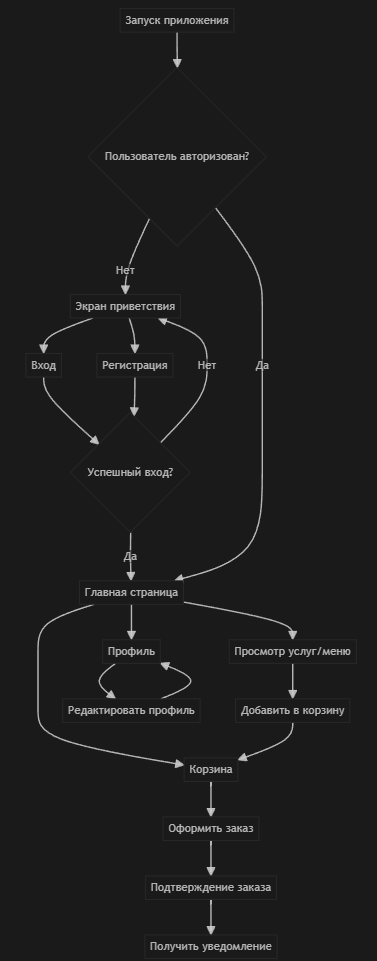 Запуск приложения
Пользователь авторизован?
Нет
Экран приветствия
Вход
Регистрация
Нет
Да
Успешный вход?
Да
Главная страница
Профиль
Просмотр услуг/меню
Редактировать профиль
Добавить в корзину
Корзина
Оформить заказ
Подтверждение заказа
Получить уведомление